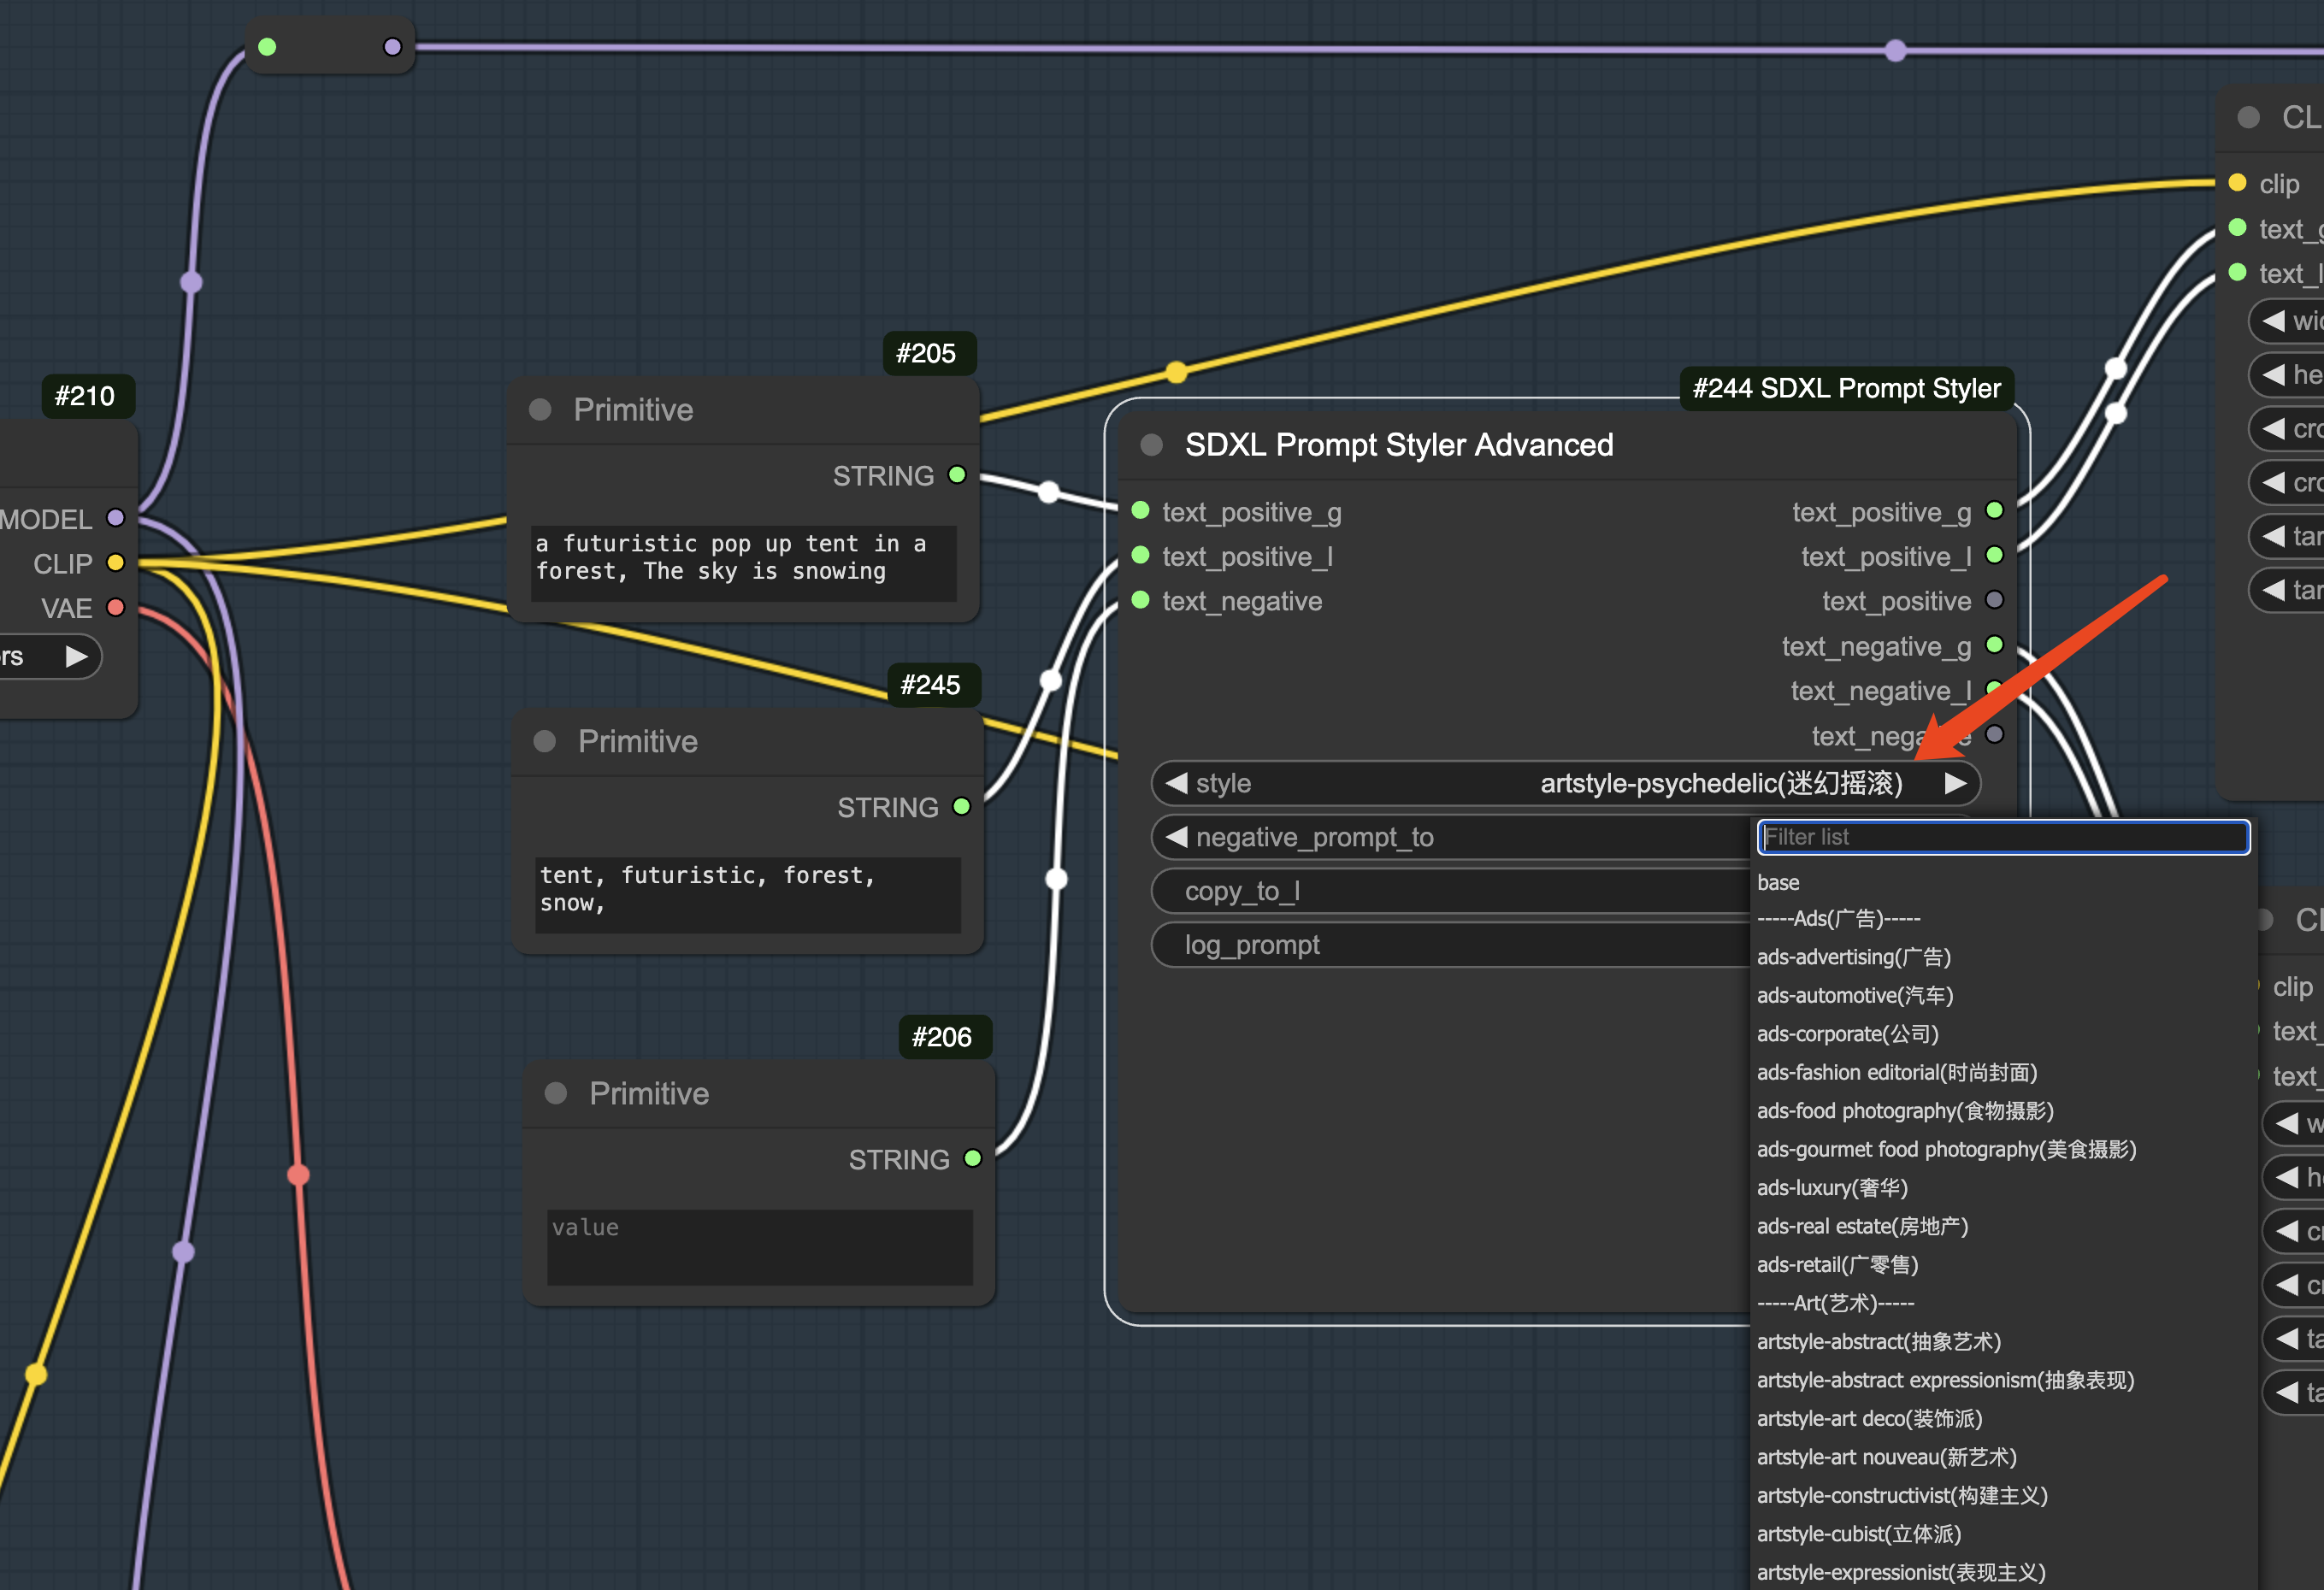 #210
MODEL
CLIP
VAE
rs
#205
Primitive
STRING
a futuristic pop up tent in a
forest, The sky is snowing
#245
Primitive
STRING
tent, futuristic, forest,
snow,
#206
Primitive
STRING
value
#244 SDXL Prompt Styler
SDXL Prompt Styler Advanced
text_positive_g
text_positive_l
text_negative
text_positive_g
text_positive_l
text_positive
text_negative_g
text_negative_l
style artstyle-psychedelic(迷幻摇滚)
negative_prompt_to
copy_to_l
log_prompt
Filter list
base
-----Ads(广告)-----
ads-advertising(广告)
ads-automotive(汽车)
ads-corporate(公司)
ads-fashion editorial(时尚封面)
ads-food photography(食物摄影)
ads-gourmet food photography(美食摄影)
ads-luxury(奢华)
ads-real estate(房地产)
ads-retail(广零售)
-----Art(艺术)-----
artstyle-abstract(抽象艺术)
artstyle-abstract expressionism(抽象表现)
artstyle-art deco(装饰派)
artstyle-art nouveau(新艺术)
artstyle-constructivist(构建主义)
artstyle-cubist(立体派)
artstyle-expressionist(表现主义)
CL
clip
text_g
text_l
wid
he
cro
cro
tar
tar
Cl
clip
text_
text_
w
he
cr
cr
ta
ta